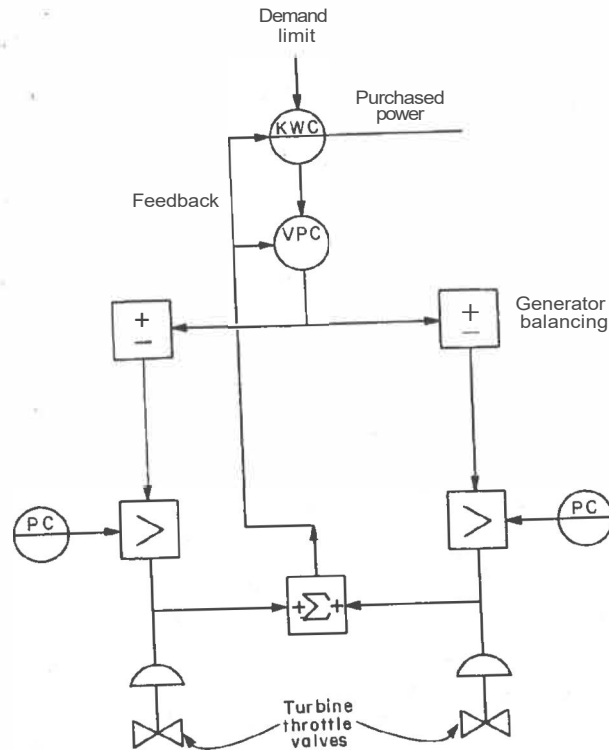 Demand
limit
KWC
Purchased
power
Feedback
VPC
+
−
+
−
Generator
balancing
PC
>
>
PC
+Σ+
Turbine
throttle
valves